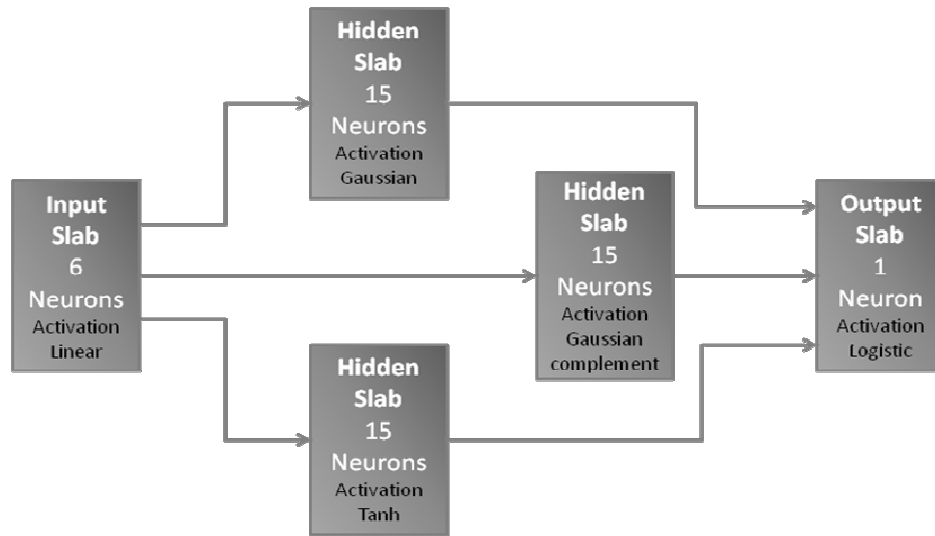 Input
Slab
6
Neurons
Activation
Linear
Hidden
Slab
15
Neurons
Activation
Gaussian
Hidden
Slab
15
Neurons
Activation
Gaussian
complement
Hidden
Slab
15
Neurons
Activation
Tanh
Output
Slab
1
Neuron
Activation
Logistic